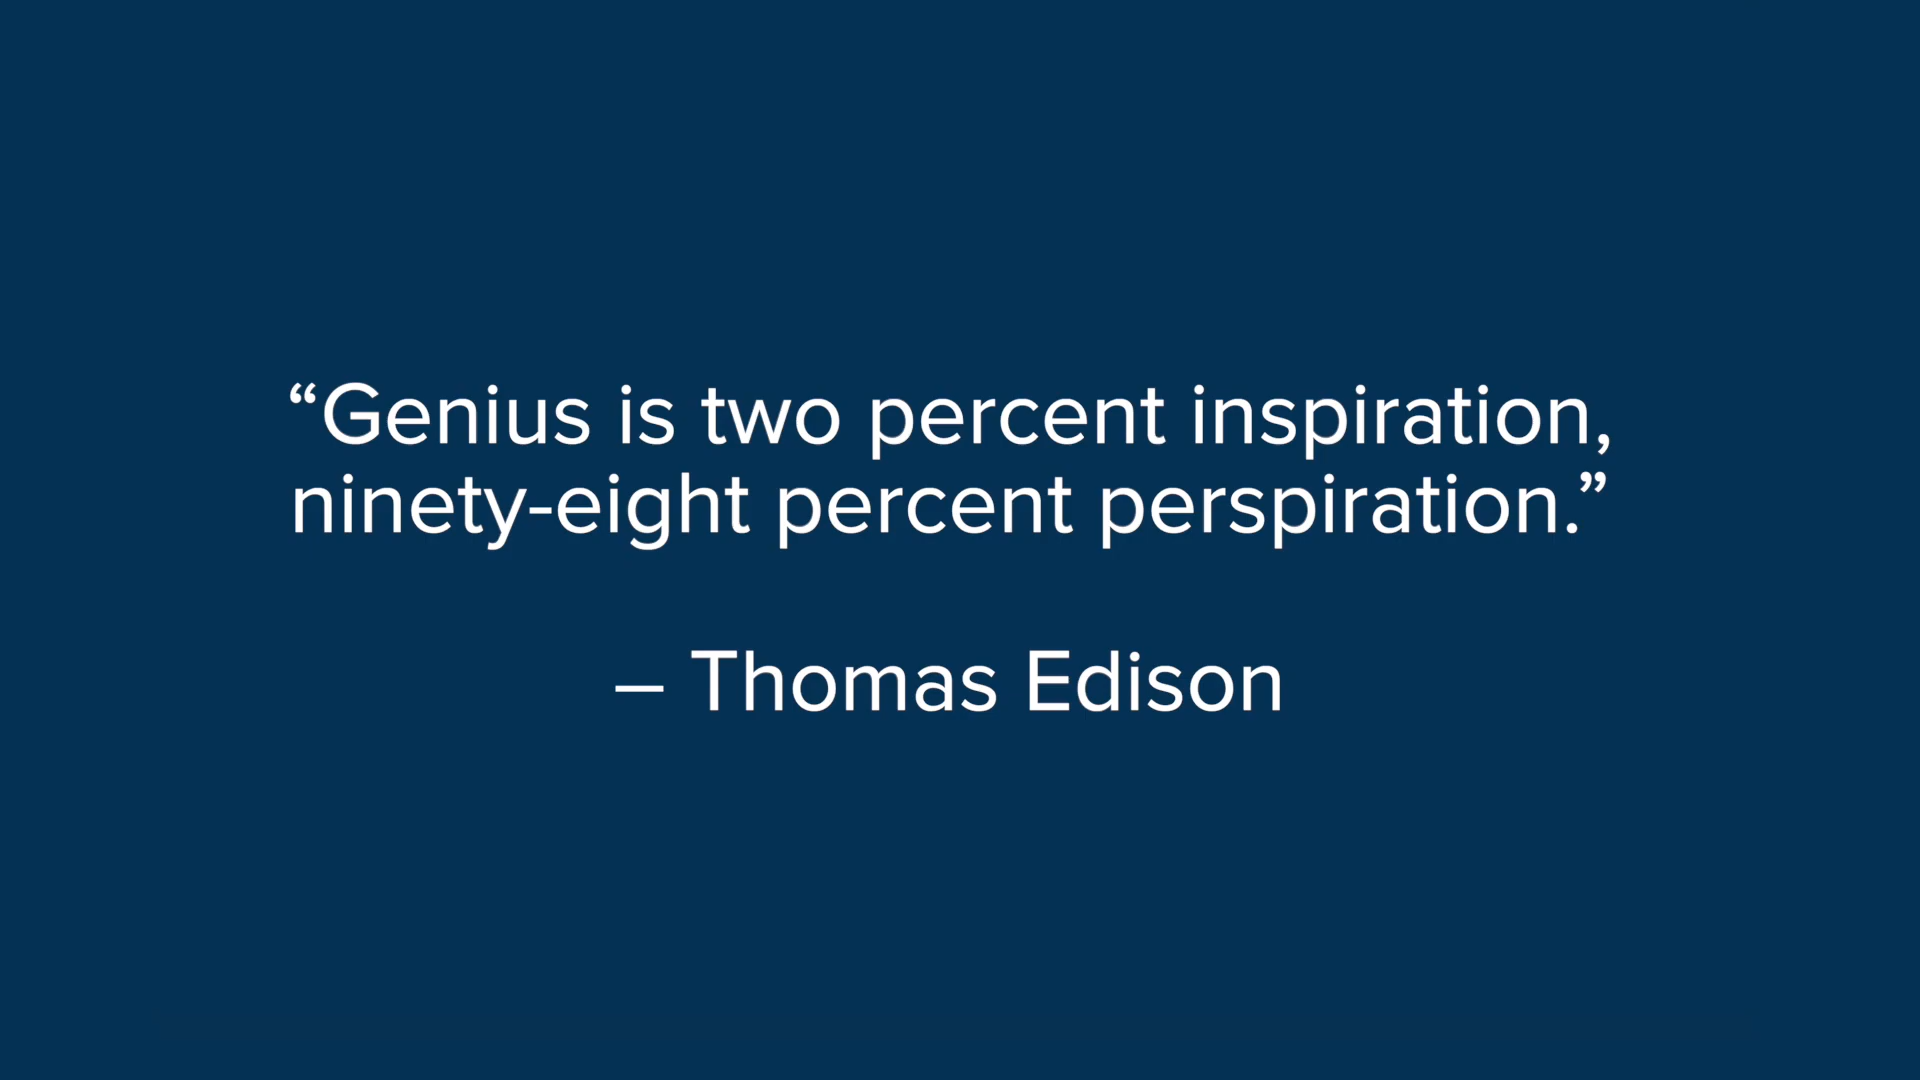 “Genius is two percent inspiration,
ninety-eight percent perspiration.”
– Thomas Edison